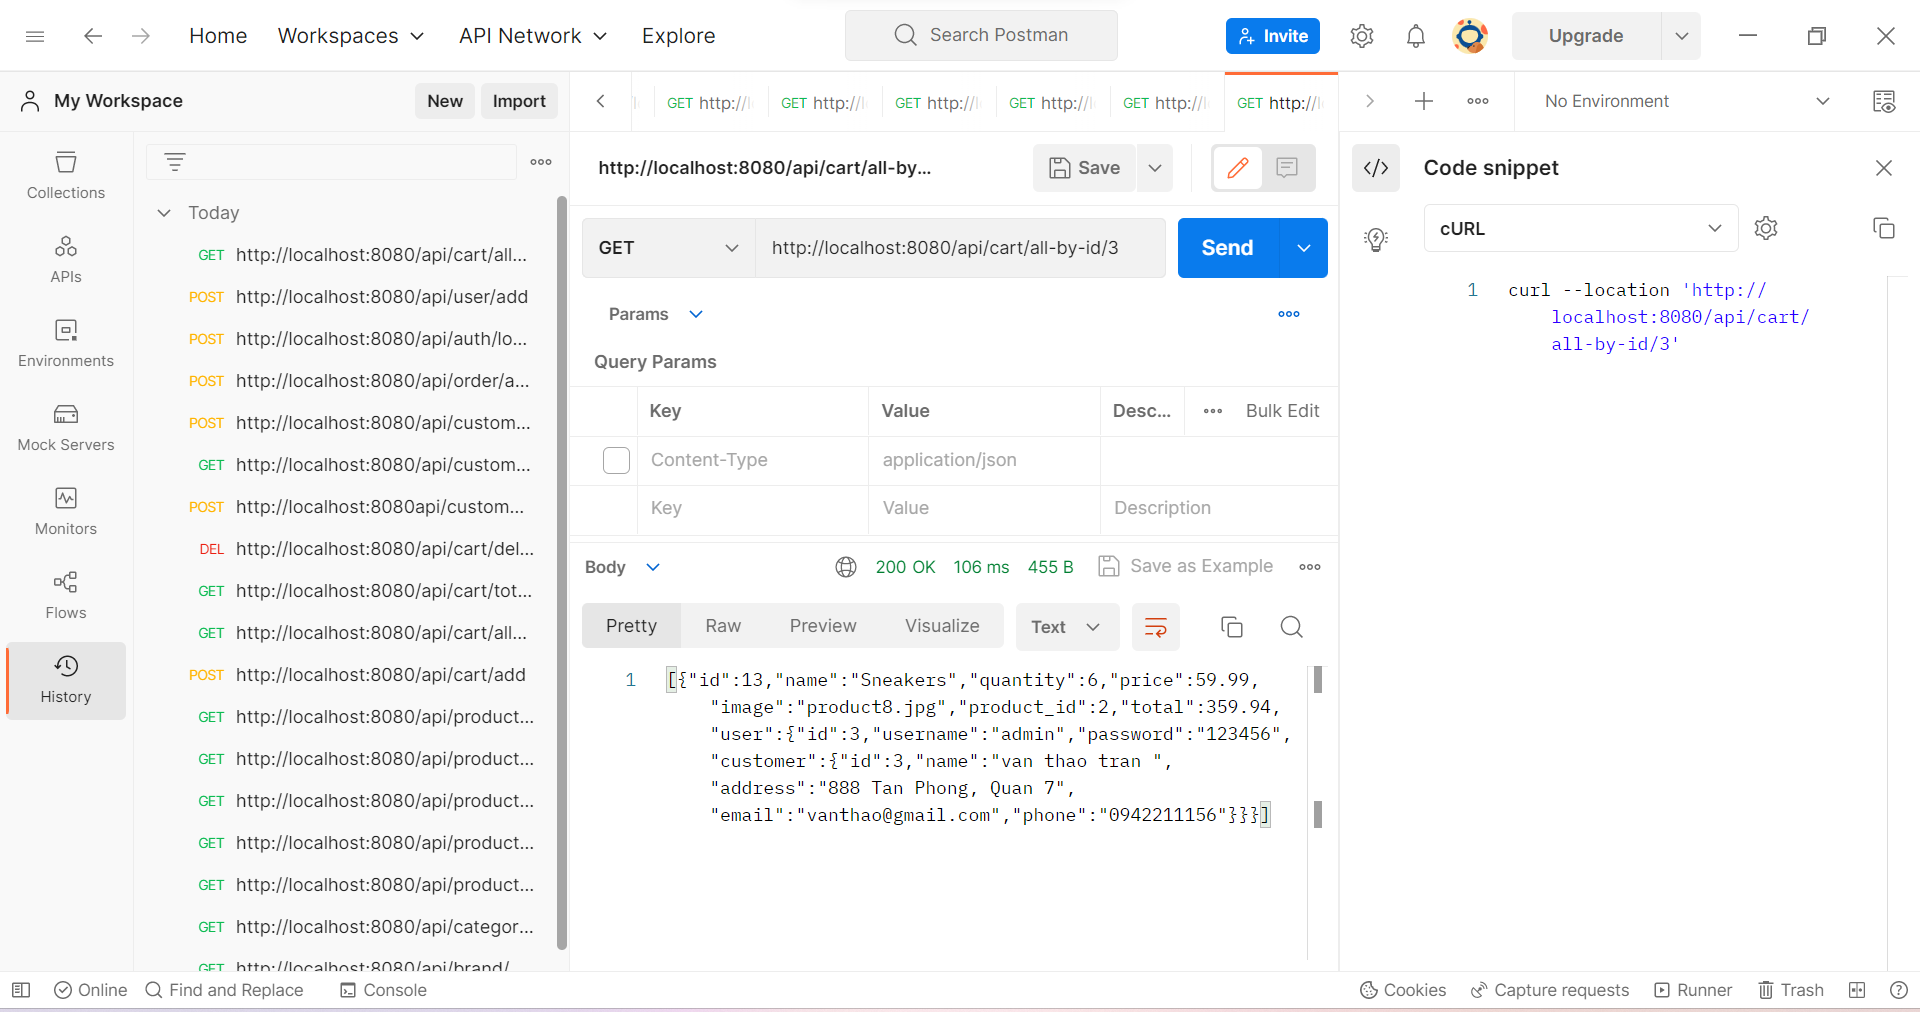 Home
Workspaces
API Network
Explore
Search Postman
Invite
Upgrade
My Workspace
New
Import
GET http://l
GET http://l
GET http://l
GET http://l
GET http://l
GET http://l
No Environment
Collections
APIs
Environments
Mock Servers
Monitors
Flows
History
Today
GET http://localhost:8080/api/cart/all...
POST http://localhost:8080/api/user/add
POST http://localhost:8080/api/auth/lo...
POST http://localhost:8080/api/order/a...
POST http://localhost:8080/api/custom...
GET http://localhost:8080/api/custom...
POST http://localhost:8080api/custom...
DEL http://localhost:8080/api/cart/del...
GET http://localhost:8080/api/cart/tot...
GET http://localhost:8080/api/cart/all...
POST http://localhost:8080/api/cart/add
GET http://localhost:8080/api/product...
GET http://localhost:8080/api/product...
GET http://localhost:8080/api/product...
GET http://localhost:8080/api/product...
GET http://localhost:8080/api/product...
GET http://localhost:8080/api/categor...
GET http://localhost:8080/api/brand/
http://localhost:8080/api/cart/all-by...
Save
GET
http://localhost:8080/api/cart/all-by-id/3
Send
Params
Query Params
Key Value Desc... Bulk Edit
Content-Type application/json
Key Value Description
Body
200 OK 106 ms 455 B
Save as Example
Pretty Raw Preview Visualize Text
1 [{"id":13,"name":"Sneakers","quantity":6,"price":59.99,
"image":"product8.jpg","product_id":2,"total":359.94,
"user":{"id":3,"username":"admin","password":"123456",
"customer":{"id":3,"name":"van thao tran ",
"address":"888 Tan Phong, Quan 7",
"email":"vanthao@gmail.com","phone":"0942211156"}}}]
Code snippet
cURL
1 curl --location 'http://
localhost:8080/api/cart/
all-by-id/3'
Online
Find and Replace
Console
Cookies
Capture requests
Runner
Trash